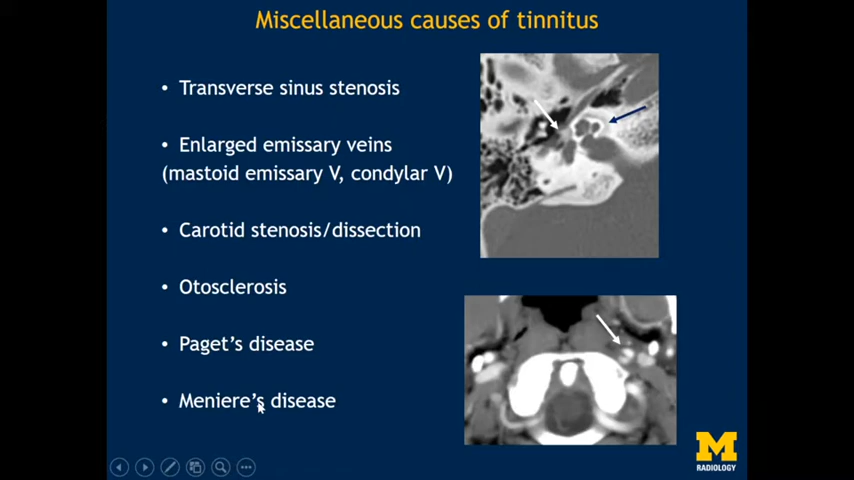 Miscellaneous causes of tinnitus
• Transverse sinus stenosis
• Enlarged emissary veins
(mastoid emissary V, condylar V)
• Carotid stenosis/dissection
• Otosclerosis
• Paget’s disease
• Meniere’s disease
M
RADIOLOGY